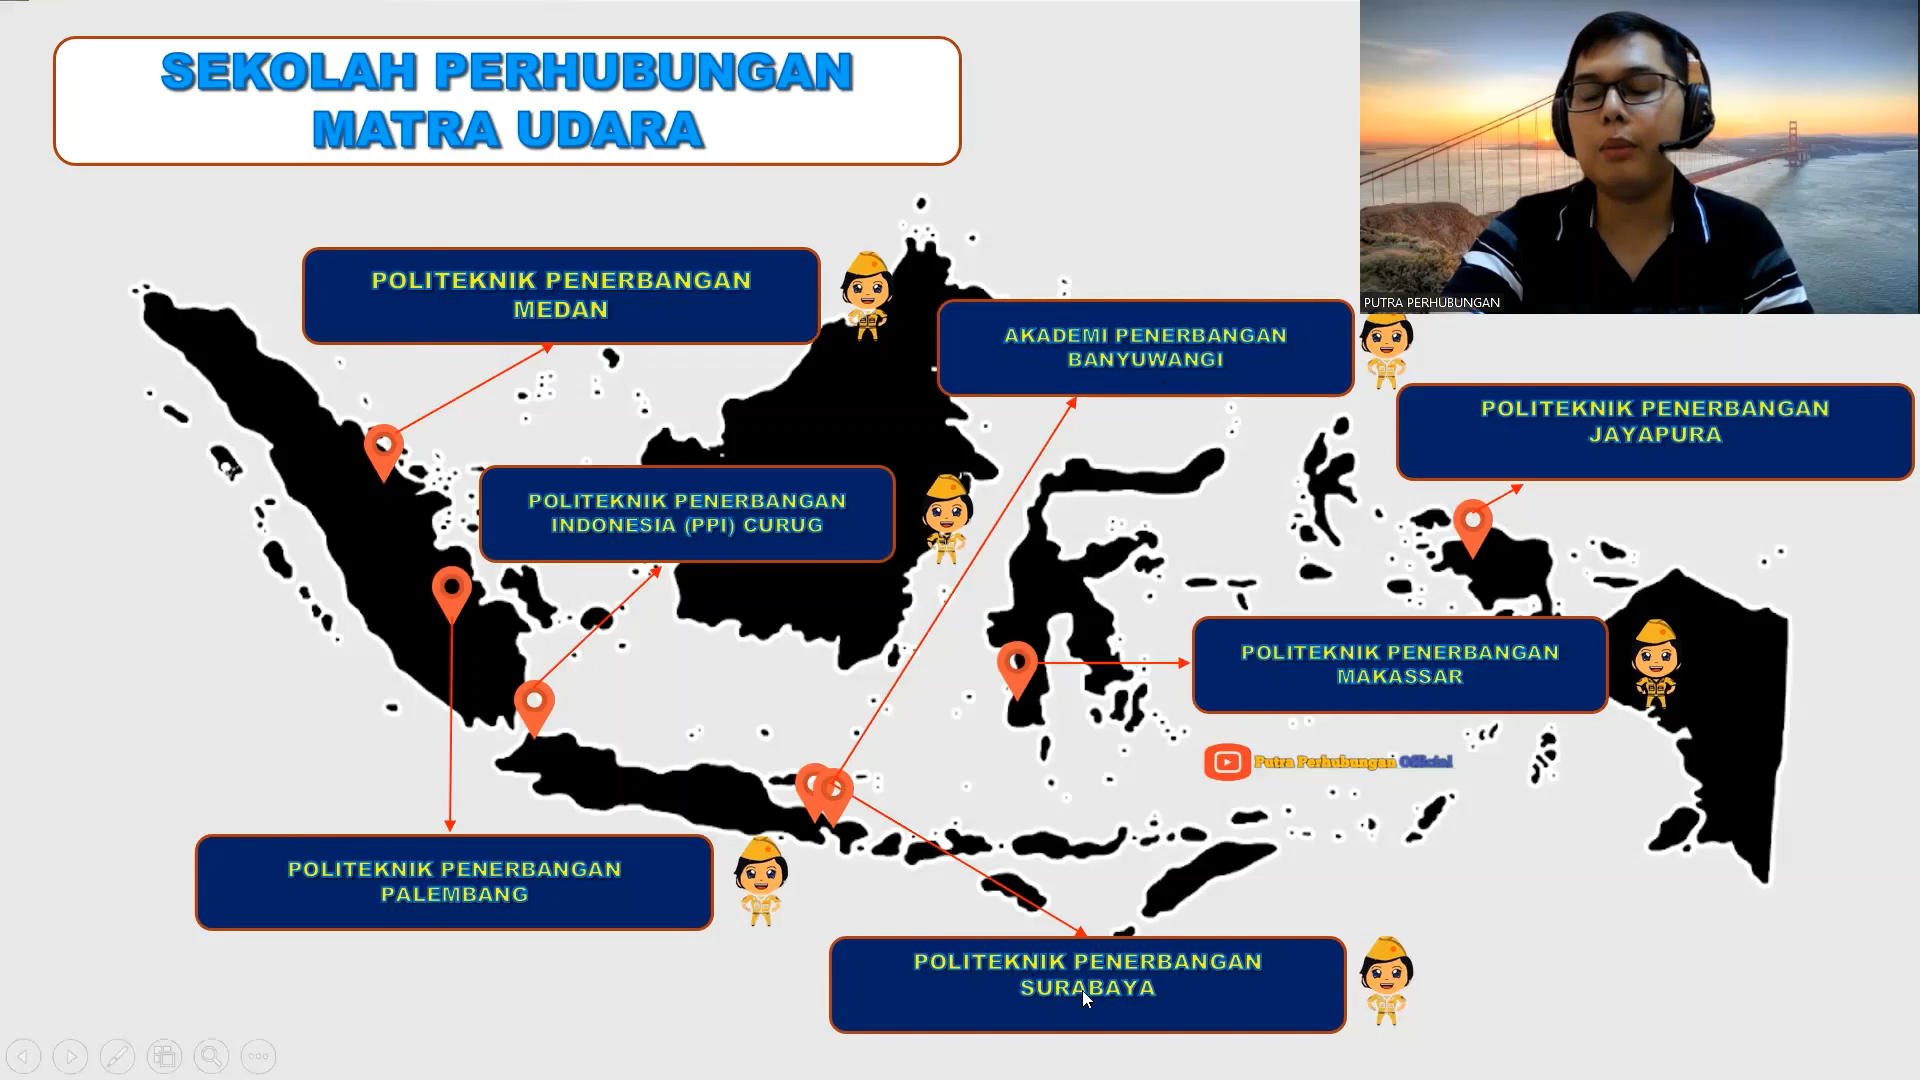 SEKOLAH PERHUBUNGAN
MATRA UDARA
PUTRA PERHUBUNGAN
POLITEKNIK PENERBANGAN
MEDAN
AKADEMI PENERBANGAN
BANYUWANGI
POLITEKNIK PENERBANGAN
JAYAPURA
POLITEKNIK PENERBANGAN
INDONESIA (PPI) CURUG
POLITEKNIK PENERBANGAN
MAKASSAR
Putra Perhubungan Official
POLITEKNIK PENERBANGAN
PALEMBANG
POLITEKNIK PENERBANGAN
SURABAYA